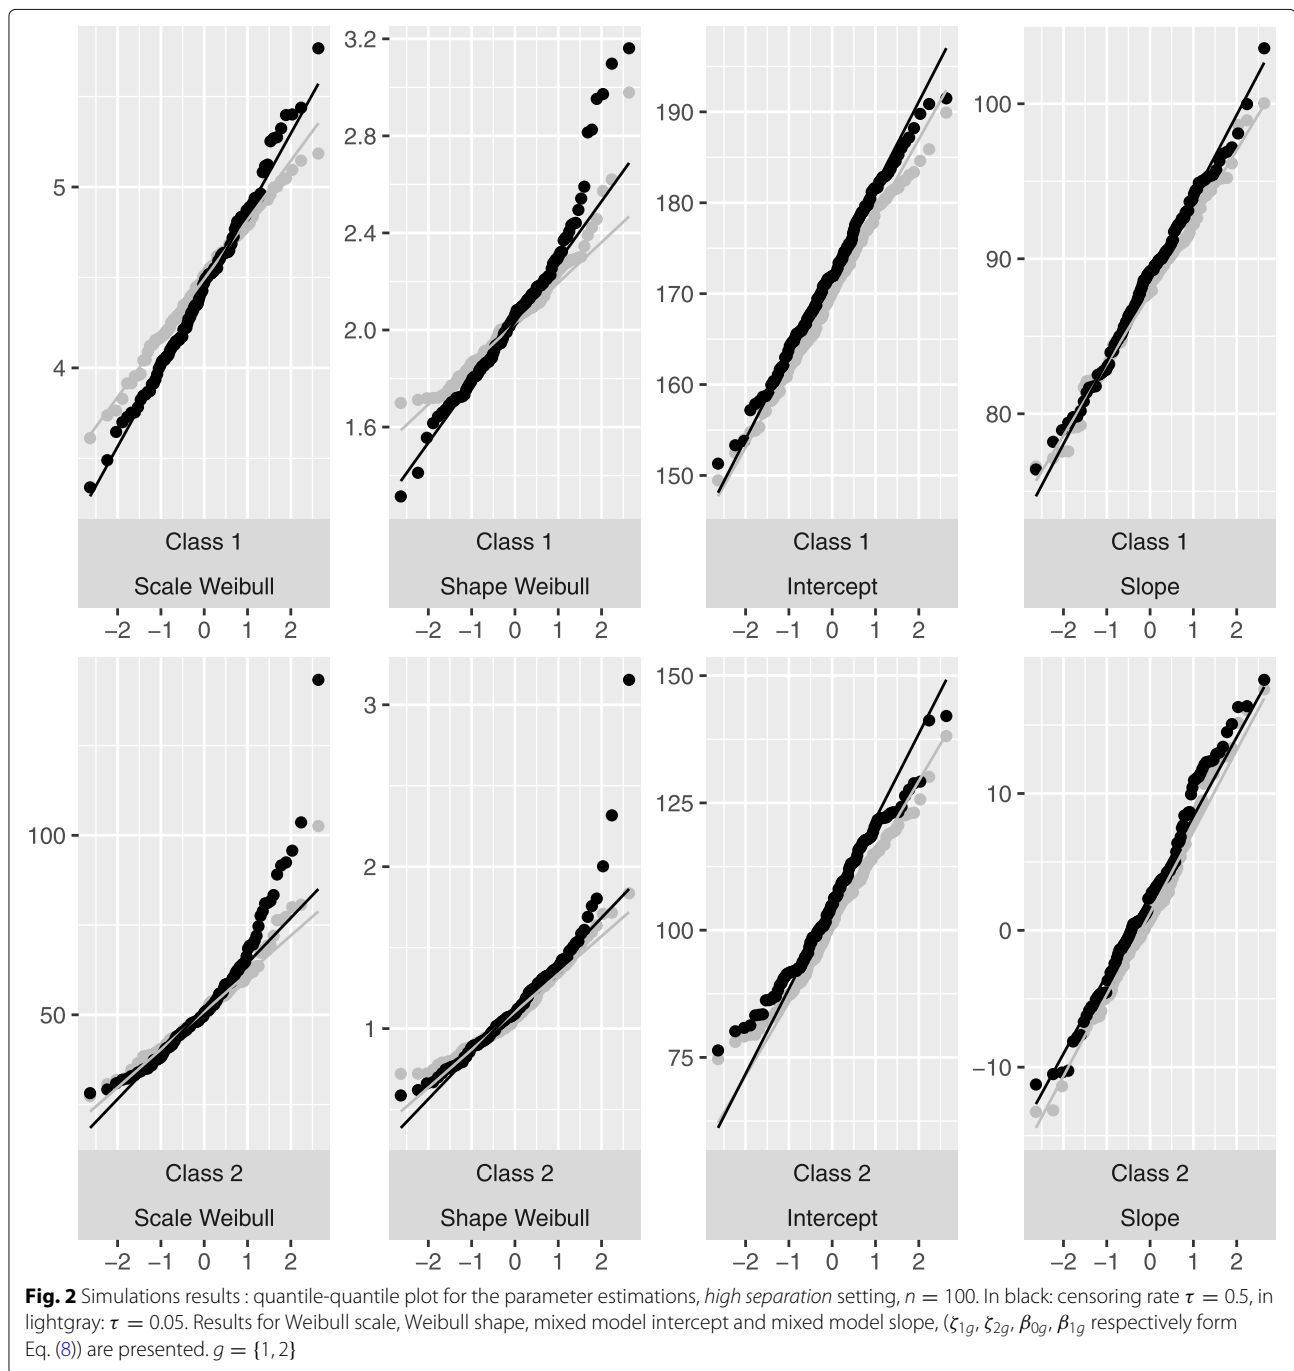 3.2
2.8
2.4
2.0
1.6
5
4
190
180
170
160
150
100
90
80
Class 1
Scale Weibull
Class 1
Shape Weibull
Class 1
Intercept
Class 1
Slope
−2 −1 0 1 2
−2 −1 0 1 2
−2 −1 0 1 2
−2 −1 0 1 2
100
50
3
2
1
150
125
100
75
10
0
−10
Class 2
Scale Weibull
Class 2
Shape Weibull
Class 2
Intercept
Class 2
Slope
−2 −1 0 1 2
−2 −1 0 1 2
−2 −1 0 1 2
−2 −1 0 1 2
Fig. 2 Simulations results : quantile-quantile plot for the parameter estimations, high separation setting, n = 100. In black: censoring rate τ = 0.5, in
lightgray: τ = 0.05. Results for Weibull scale, Weibull shape, mixed model intercept and mixed model slope, (ζ1g, ζ2g, β0g, β1g respectively form
Eq. (8)) are presented. g = {1, 2}